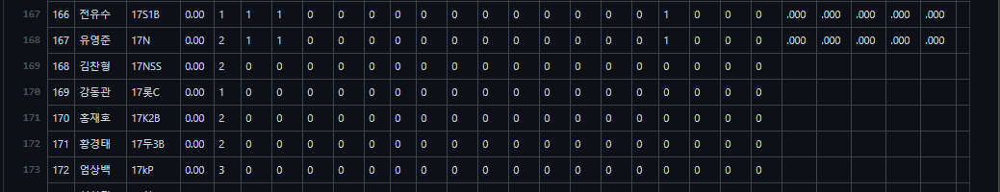 167 166 전유수 17S1B 0.00 1 1 1 0 0 0 0 0 0 0 0 0 0 0 0 1 0 0 0 .000 .000 .000 .000 .000
168 167 유영준 17N 0.00 2 1 1 0 0 0 0 0 0 0 0 0 0 0 0 1 0 0 0 .000 .000 .000 .000 .000
169 168 김찬형 17NSS 0.00 2 0 0 0 0 0 0 0 0 0 0 0 0 0 0 0 0 0 0
170 169 강동관 17롯C 0.00 1 0 0 0 0 0 0 0 0 0 0 0 0 0 0 0 0 0 0
171 170 홍재호 17K2B 0.00 2 0 0 0 0 0 0 0 0 0 0 0 0 0 0 0 0 0 0
172 171 황경태 17두3B 0.00 2 0 0 0 0 0 0 0 0 0 0 0 0 0 0 0 0 0 0
173 172 엄상백 17kP 0.00 3 0 0 0 0 0 0 0 0 0 0 0 0 0 0 0 0 0 0